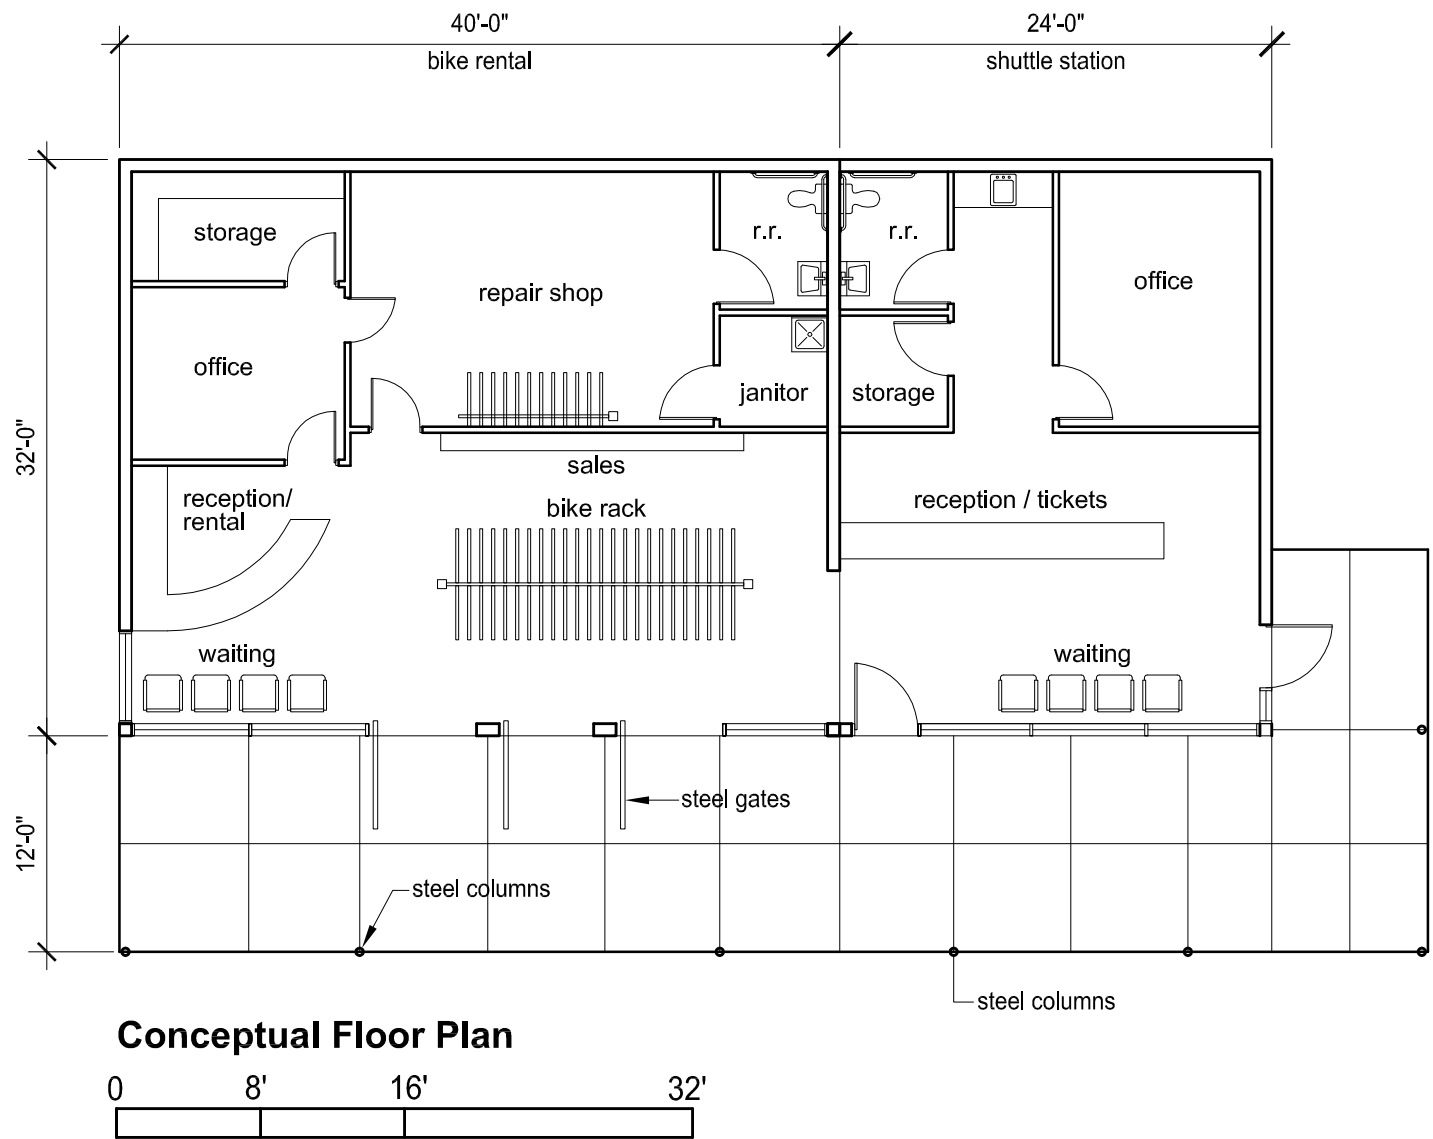 40'-0"
24'-0"
bike rental
shuttle station
storage
r.r.
r.r.
repair shop
office
office
janitor
storage
32'-0"
sales
reception/
rental
bike rack
reception / tickets
waiting
waiting
steel gates
12'-0"
steel columns
steel columns
Conceptual Floor Plan
0 8' 16' 32'